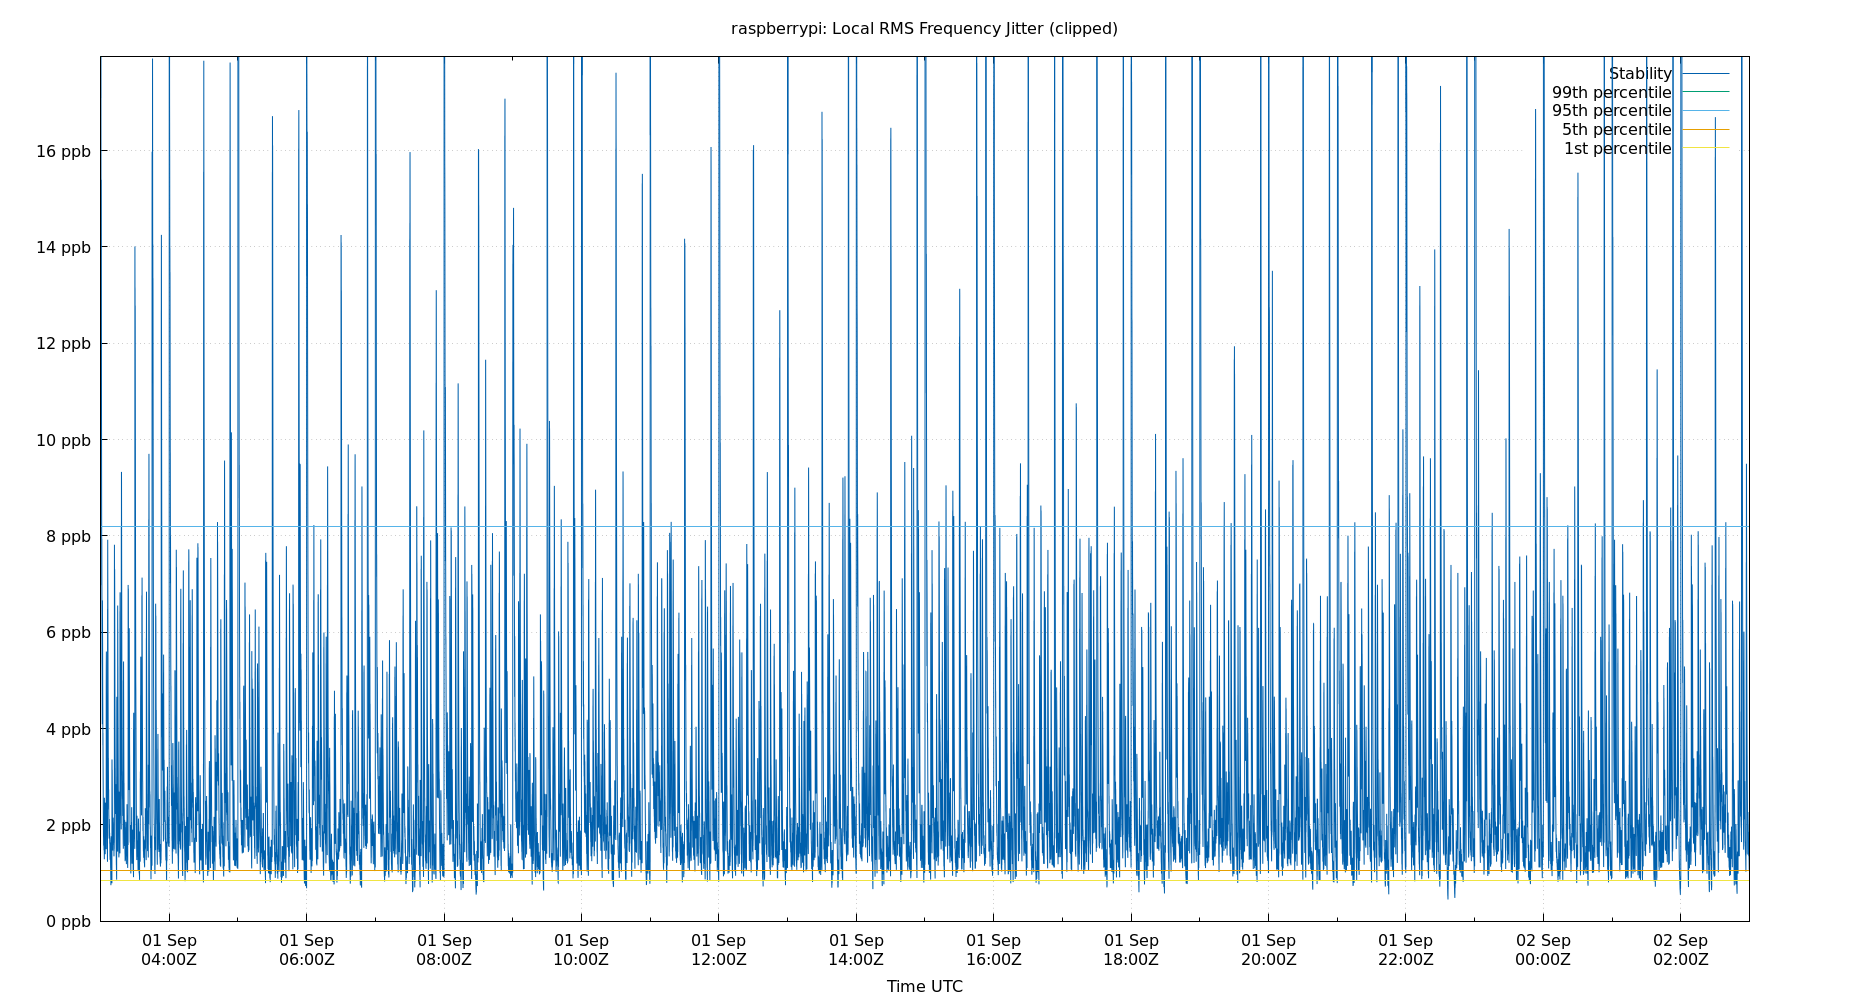 raspberrypi: Local RMS Frequency Jitter (clipped)
Stability
99th percentile
95th percentile
5th percentile
1st percentile
16 ppb
14 ppb
12 ppb
10 ppb
8 ppb
6 ppb
4 ppb
2 ppb
0 ppb
01 Sep 01 Sep 01 Sep 01 Sep 01 Sep 01 Sep 01 Sep 01 Sep 01 Sep 01 Sep 02 Sep 02 Sep
04:00Z 06:00Z 08:00Z 10:00Z 12:00Z 14:00Z 16:00Z 18:00Z 20:00Z 22:00Z 00:00Z 02:00Z
Time UTC